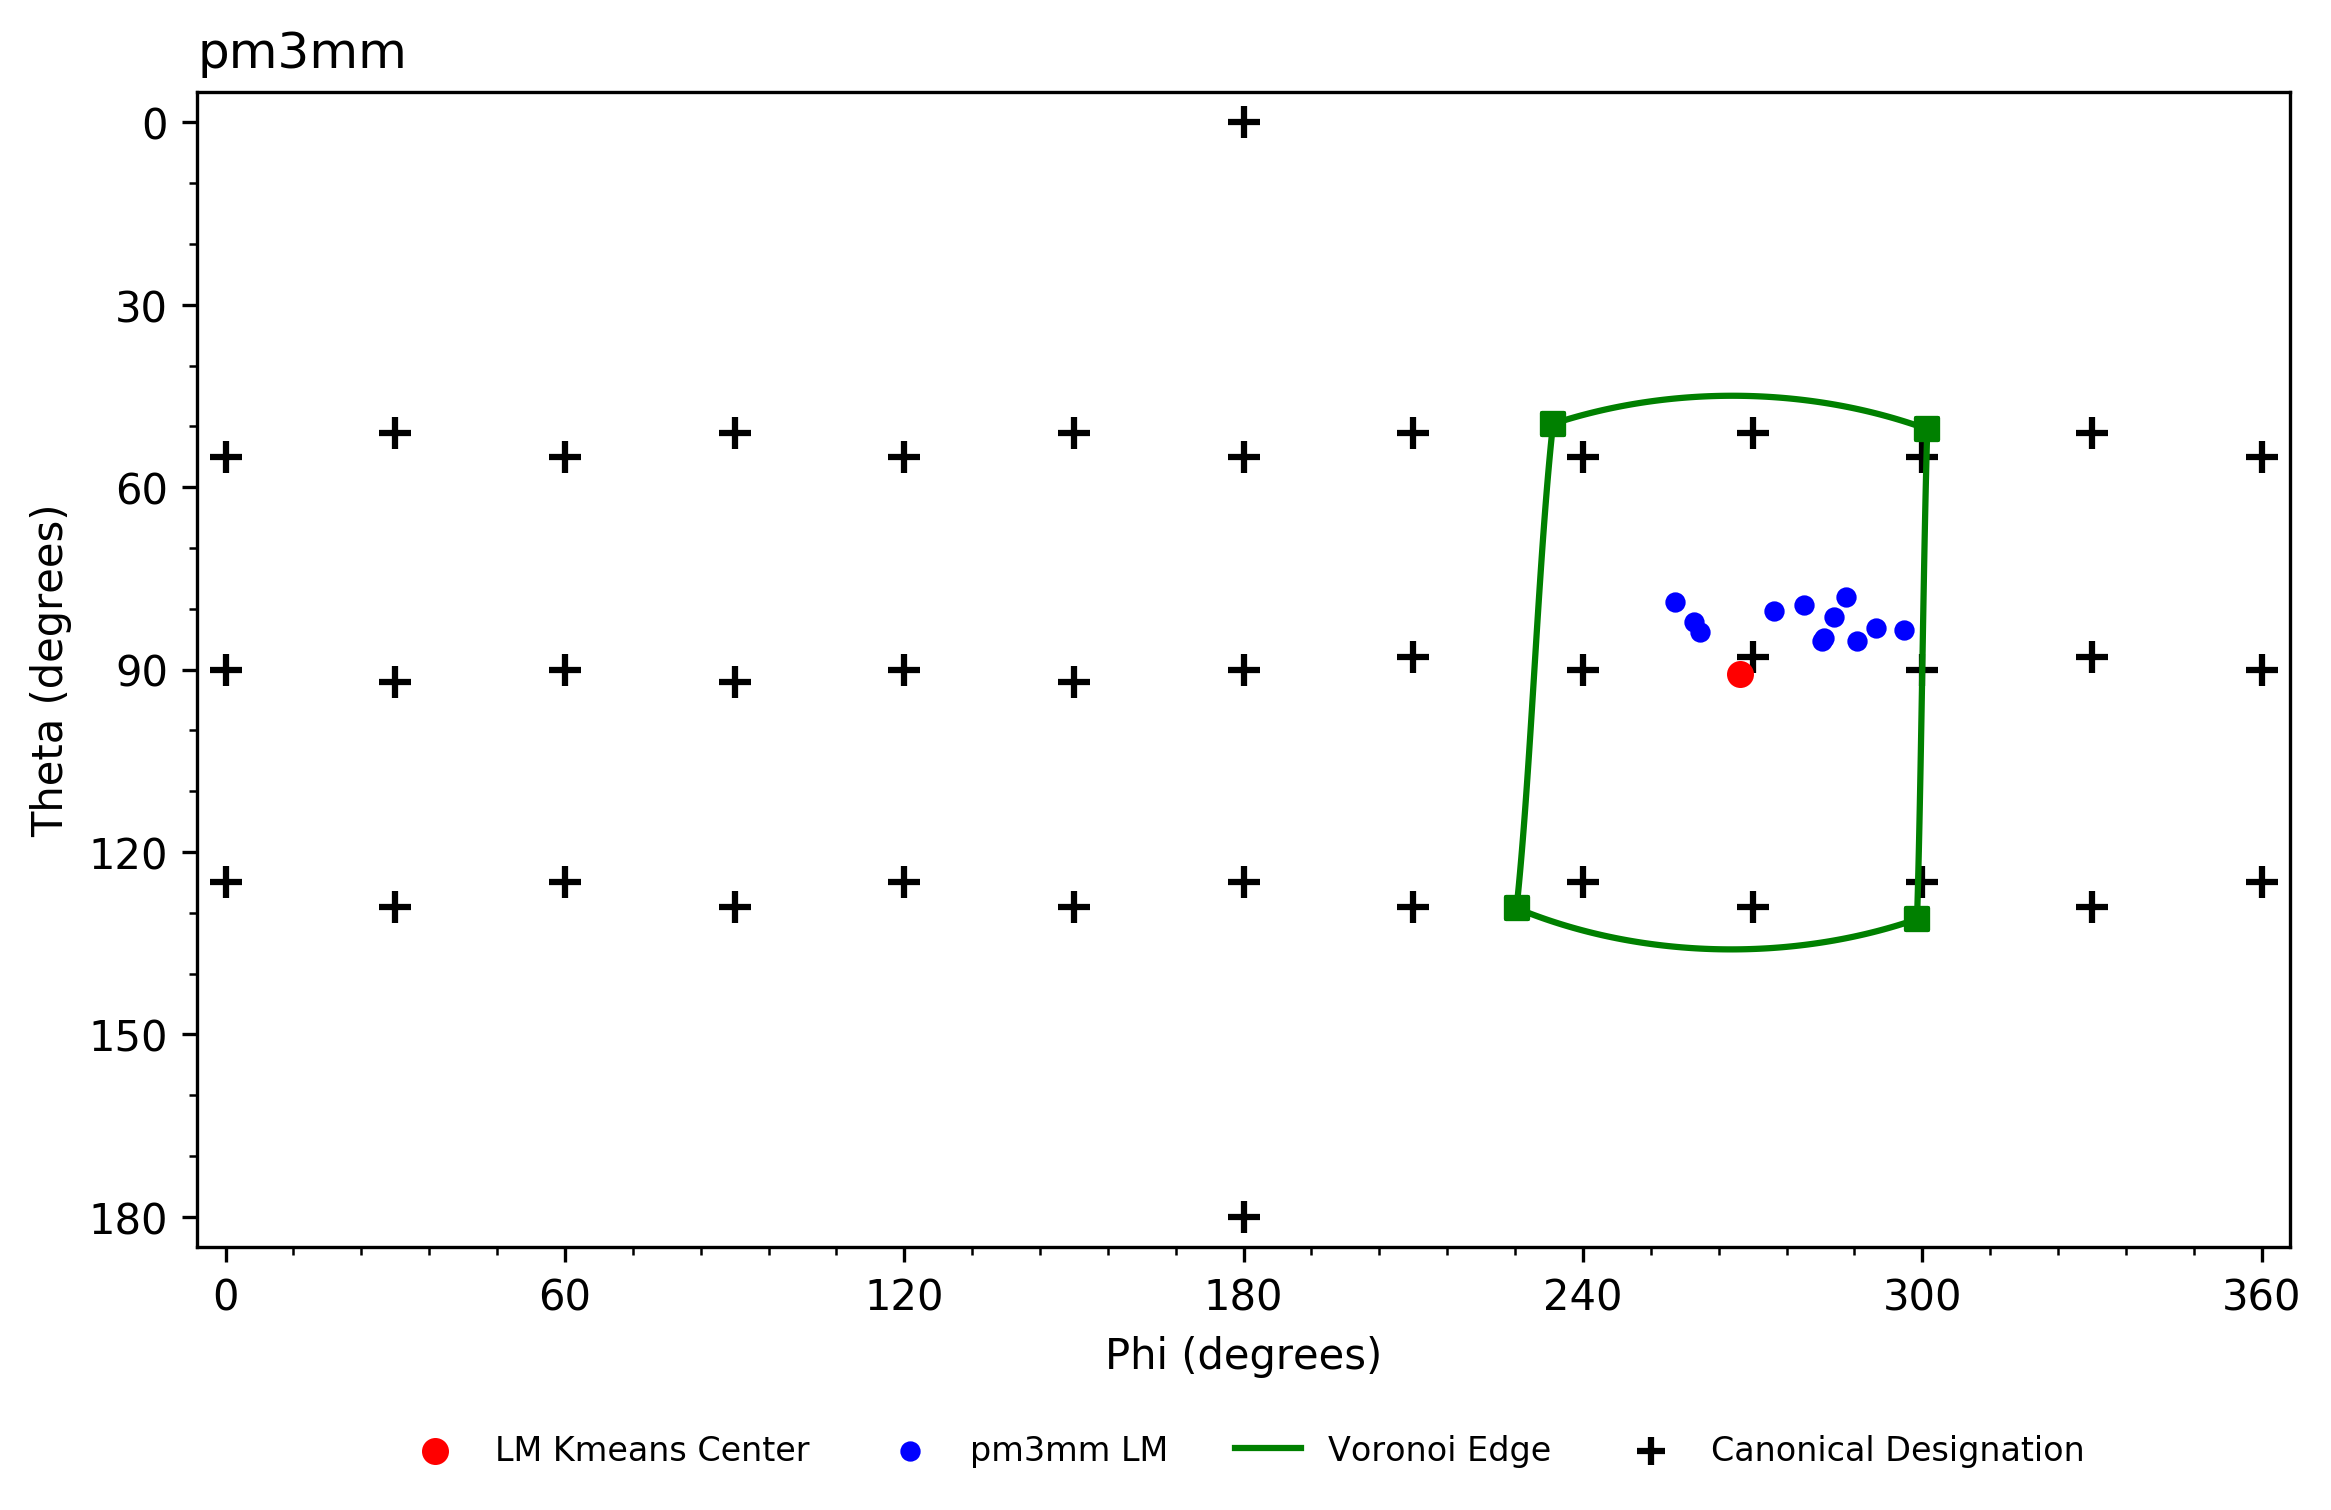 pm3mm
0
30
60
90
120
150
180
Theta (degrees)
0 60 120 180 240 300 360
Phi (degrees)
LM Kmeans Center pm3mm LM Voronoi Edge Canonical Designation